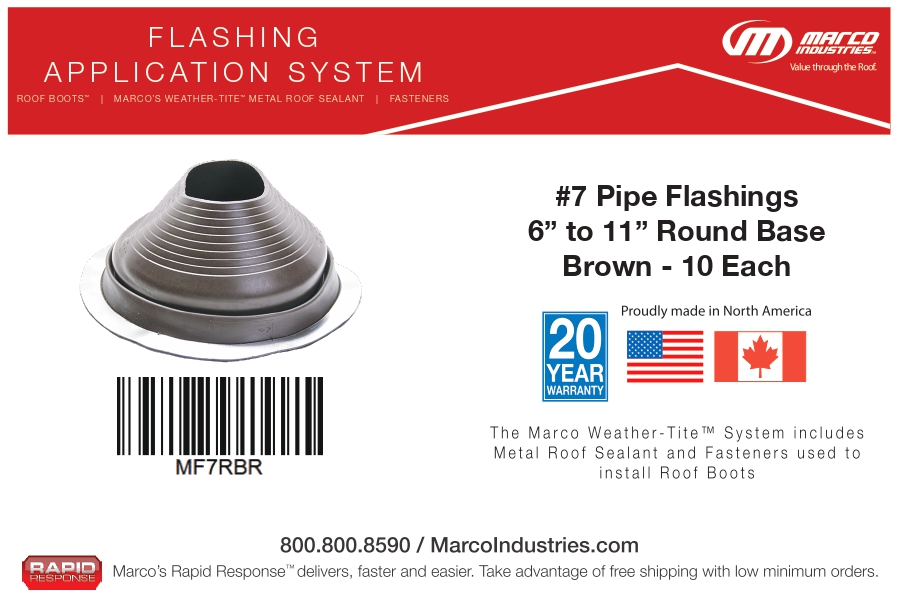 FLASHING
APPLICATION SYSTEM
ROOF BOOTS™ | MARCO'S WEATHER-TITE™ METAL ROOF SEALANT | FASTENERS
MARCO
INDUSTRIES™
Value through the Roof.
#7 Pipe Flashings
6” to 11” Round Base
Brown - 10 Each
Proudly made in North America
20
YEAR
WARRANTY
The Marco Weather-Tite™ System includes
Metal Roof Sealant and Fasteners used to
install Roof Boots
MF7RBR
800.800.8590 / MarcoIndustries.com
RAPID
RESPONSE
Marco's Rapid Response™ delivers, faster and easier. Take advantage of free shipping with low minimum orders.